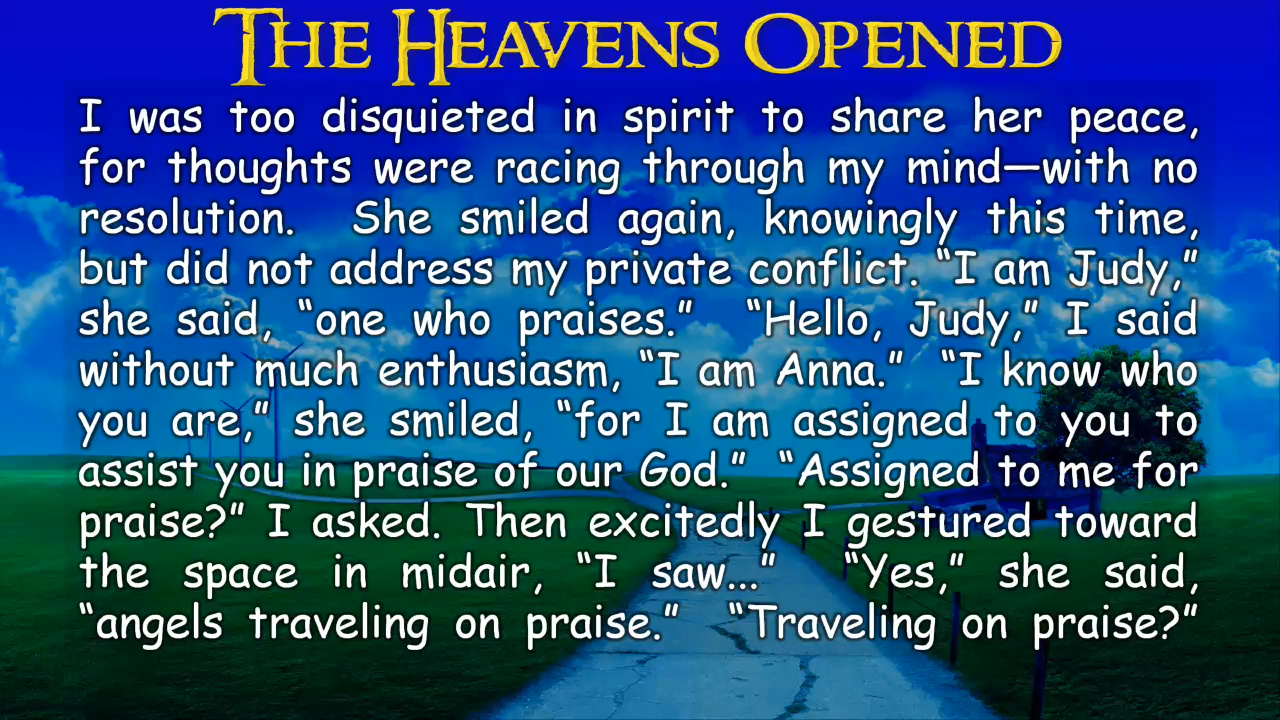 THE HEAVENS OPENED
I was too disquieted in spirit to share her peace,
for thoughts were racing through my mind—with no
resolution. She smiled again, knowingly this time,
but did not address my private conflict. “I am Judy,”
she said, “one who praises.” “Hello, Judy,” I said
without much enthusiasm, “I am Anna.” “I know who
you are,” she smiled, “for I am assigned to you to
assist you in praise of our God.” “Assigned to me for
praise?” I asked. Then excitedly I gestured toward
the space in midair, “I saw...” “Yes,” she said,
“angels traveling on praise.” “Traveling on praise?”